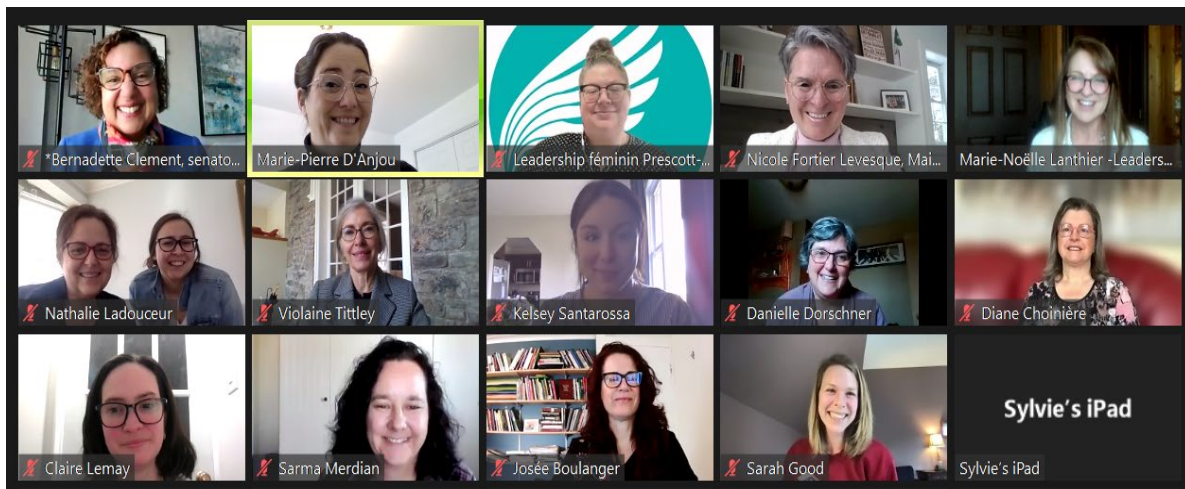 *Bernadette Clement, senato...
Marie-Pierre D'Anjou
Leadership féminin Prescott-...
Nicole Fortier Levesque, Mai...
Marie-Noëlle Lanthier -Leaders...
Nathalie Ladouceur
Violaine Tittley
Kelsey Santarossa
Danielle Dorschner
Diane Choinière
Claire Lemay
Sarma Merdian
Josée Boulanger
Sarah Good
Sylvie's iPad
Sylvie's iPad